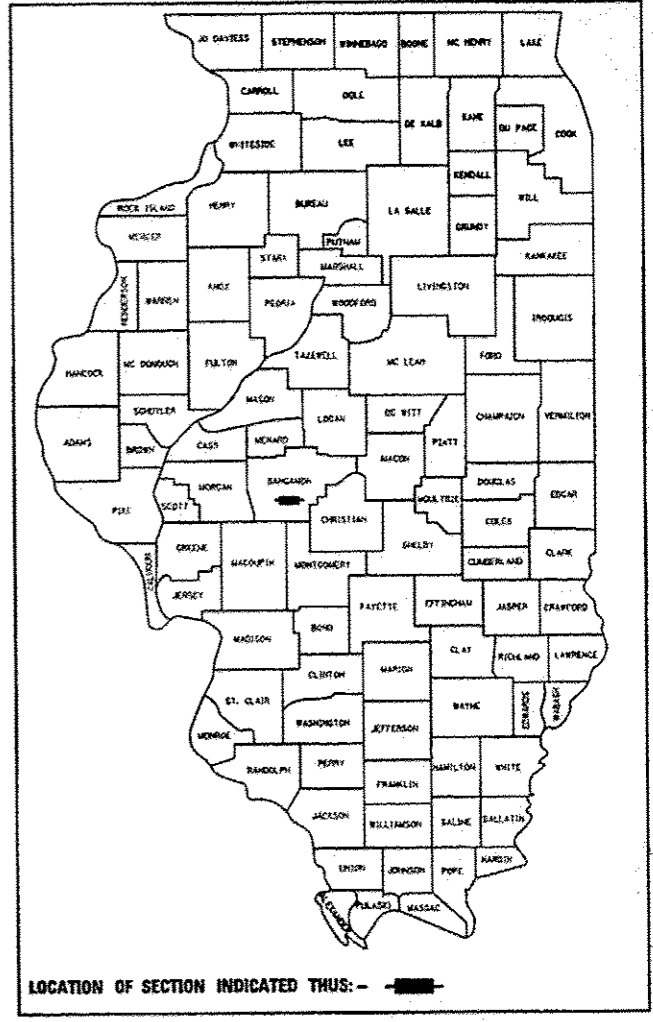 JO DAVIESS STEPHENSON WINNEBAGO BOONE MC HENRY LAKE
CARROLL OGLE
DE KALB KANE DU PAGE COOK
WHITESIDE LEE
KENDALL
ROCK ISLAND HENRY BUREAU LA SALLE WILL
MERCER PUTNAM GRUNDY
STARK MARSHALL KANKAKEE
HENDERSON WARREN KNOX PEORIA WOODFORD LIVINGSTON IROQUOIS
HANCOCK MC DONOUGH FULTON TAZEWELL MC LEAN FORD
MASON
SCHUYLER LOGAN DE WITT CHAMPAIGN VERMILION
ADAMS BROWN CASS MENARD MACON PIATT
PIKE SCOTT MORGAN SANGAMON MOULTRIE DOUGLAS EDGAR
CHRISTIAN COLES
CALHOUN GREENE MACOUPIN MONTGOMERY SHELBY CUMBERLAND CLARK
JERSEY FAYETTE EFFINGHAM JASPER CRAWFORD
MADISON BOND
CLAY RICHLAND LAWRENCE
CLINTON MARION
ST. CLAIR WASHINGTON WAYNE EDWARDS WABASH
MONROE JEFFERSON
RANDOLPH PERRY HAMILTON WHITE
FRANKLIN
JACKSON WILLIAMSON SALINE GALLATIN
UNION JOHNSON POPE HARDIN
ALEXANDER PULASKI MASSAC
LOCATION OF SECTION INDICATED THUS: -